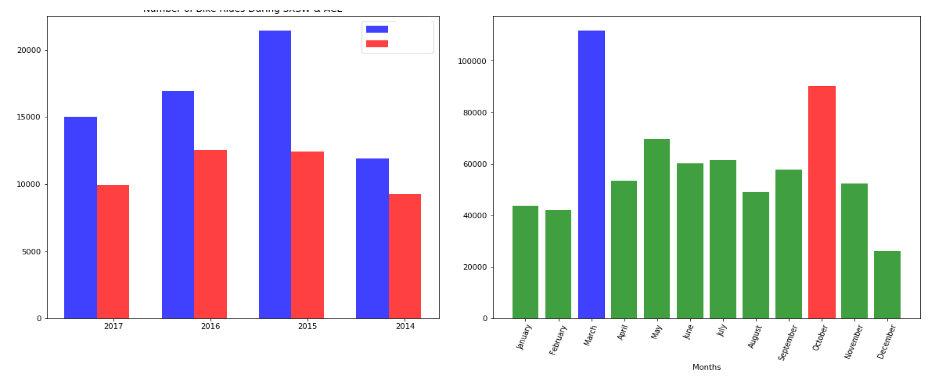 Number of Bike Rides During SXSW & ACL
20000
15000
10000
5000
0
2017 2016 2015 2014
100000
80000
60000
40000
20000
0
January February March April May June July August September October November December
Months